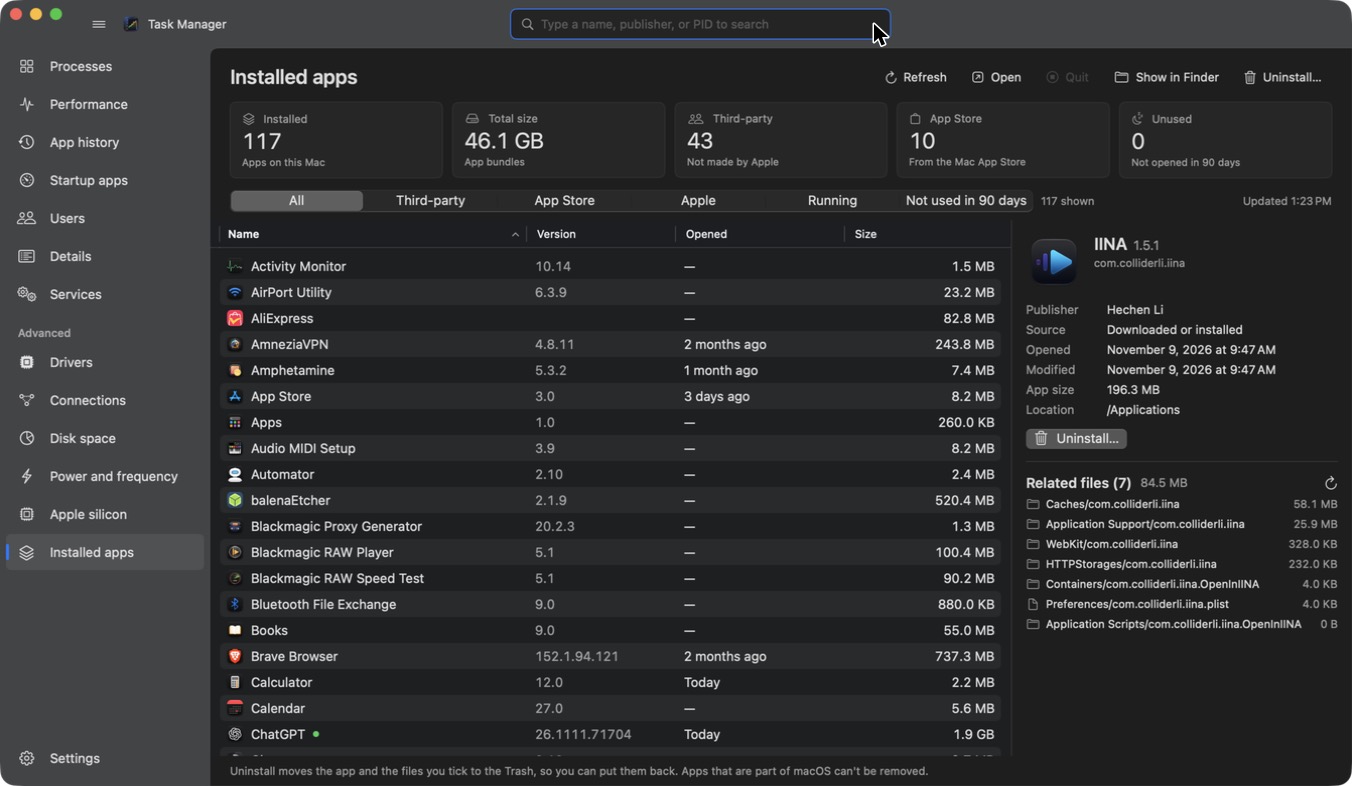 Task Manager
Type a name, publisher, or PID to search
Processes
Performance
App history
Startup apps
Users
Details
Services
Advanced
Drivers
Connections
Disk space
Power and frequency
Apple silicon
Installed apps
Settings
Installed apps
Refresh
Open
Quit
Show in Finder
Uninstall...
Installed
117
Apps on this Mac
Total size
46.1 GB
App bundles
Third-party
43
Not made by Apple
App Store
10
From the Mac App Store
Unused
0
Not opened in 90 days
All Third-party App Store Apple Running Not used in 90 days 117 shown Updated 1:23 PM
Name Version Opened Size
Activity Monitor 10.14 — 1.5 MB
AirPort Utility 6.3.9 — 23.2 MB
AliExpress — 82.8 MB
AmneziaVPN 4.8.11 2 months ago 243.8 MB
Amphetamine 5.3.2 1 month ago 7.4 MB
App Store 3.0 3 days ago 8.2 MB
Apps 1.0 — 260.0 KB
Audio MIDI Setup 3.9 — 8.2 MB
Automator 2.10 — 2.4 MB
balenaEtcher 2.1.9 — 520.4 MB
Blackmagic Proxy Generator 20.2.3 — 1.3 MB
Blackmagic RAW Player 5.1 — 100.4 MB
Blackmagic RAW Speed Test 5.1 — 90.2 MB
Bluetooth File Exchange 9.0 — 880.0 KB
Books 9.0 — 55.0 MB
Brave Browser 152.1.94.121 2 months ago 737.3 MB
Calculator 12.0 Today 2.2 MB
Calendar 27.0 — 5.6 MB
ChatGPT 26.1111.71704 Today 1.9 GB
IINA 1.5.1
com.colliderli.iina
Publisher Hechen Li
Source Downloaded or installed
Opened November 9, 2026 at 9:47 AM
Modified November 9, 2026 at 9:47 AM
App size 196.3 MB
Location /Applications
Uninstall...
Related files (7) 84.5 MB
Caches/com.colliderli.iina 58.1 MB
Application Support/com.colliderli.iina 25.9 MB
WebKit/com.colliderli.iina 328.0 KB
HTTPStorages/com.colliderli.iina 232.0 KB
Containers/com.colliderli.iina.OpenInIINA 4.0 KB
Preferences/com.colliderli.iina.plist 4.0 KB
Application Scripts/com.colliderli.iina.OpenInIINA 0 B
Uninstall moves the app and the files you tick to the Trash, so you can put them back. Apps that are part of macOS can't be removed.